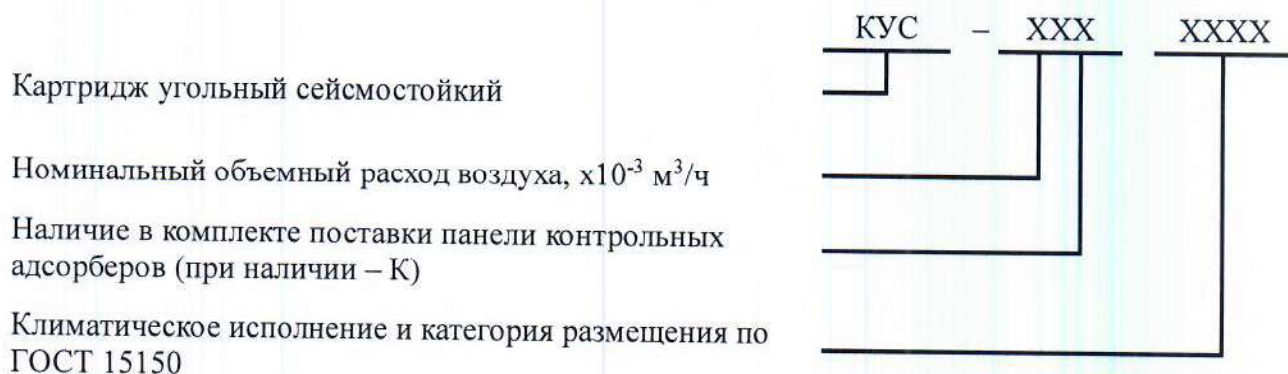 КУС – ХХХ ХХХХ
Картридж угольный сейсмостойкий
Номинальный объемный расход воздуха, х10⁻³ м³/ч
Наличие в комплекте поставки панели контрольных
адсорберов (при наличии – К)
Климатическое исполнение и категория размещения по
ГОСТ 15150